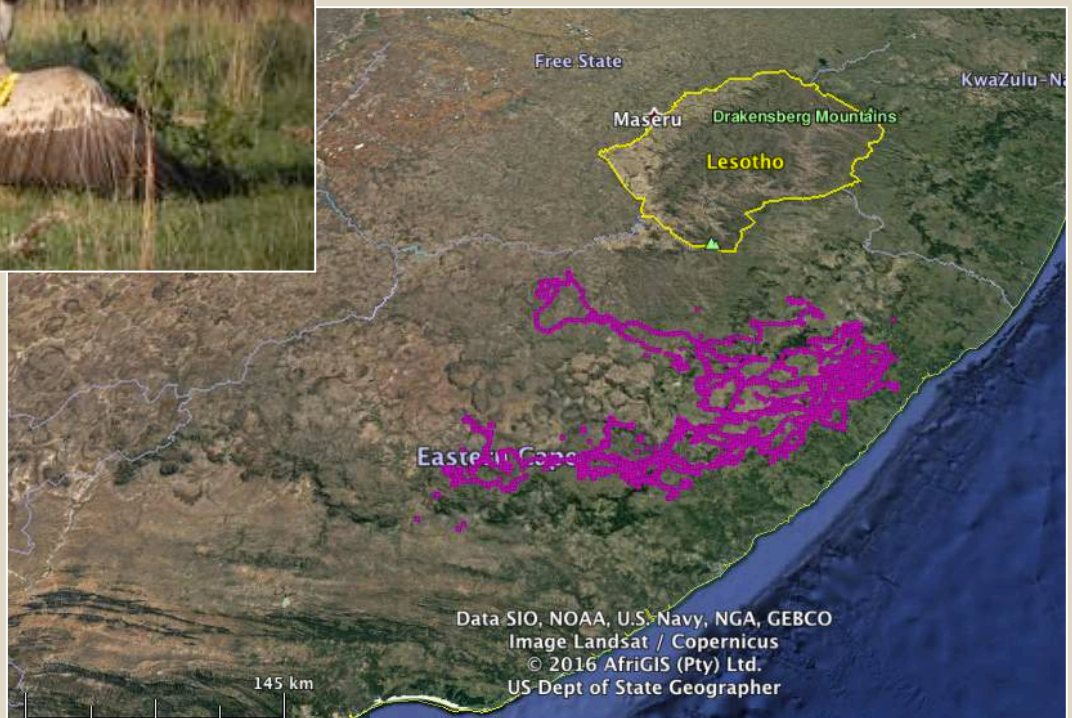 Free State
KwaZulu-Na
Maseru
Drakensberg Mountains
Lesotho
Eastern Cape
Data SIO, NOAA, U.S. Navy, NGA, GEBCO
Image Landsat / Copernicus
© 2016 AfriGIS (Pty) Ltd.
US Dept of State Geographer
145 km